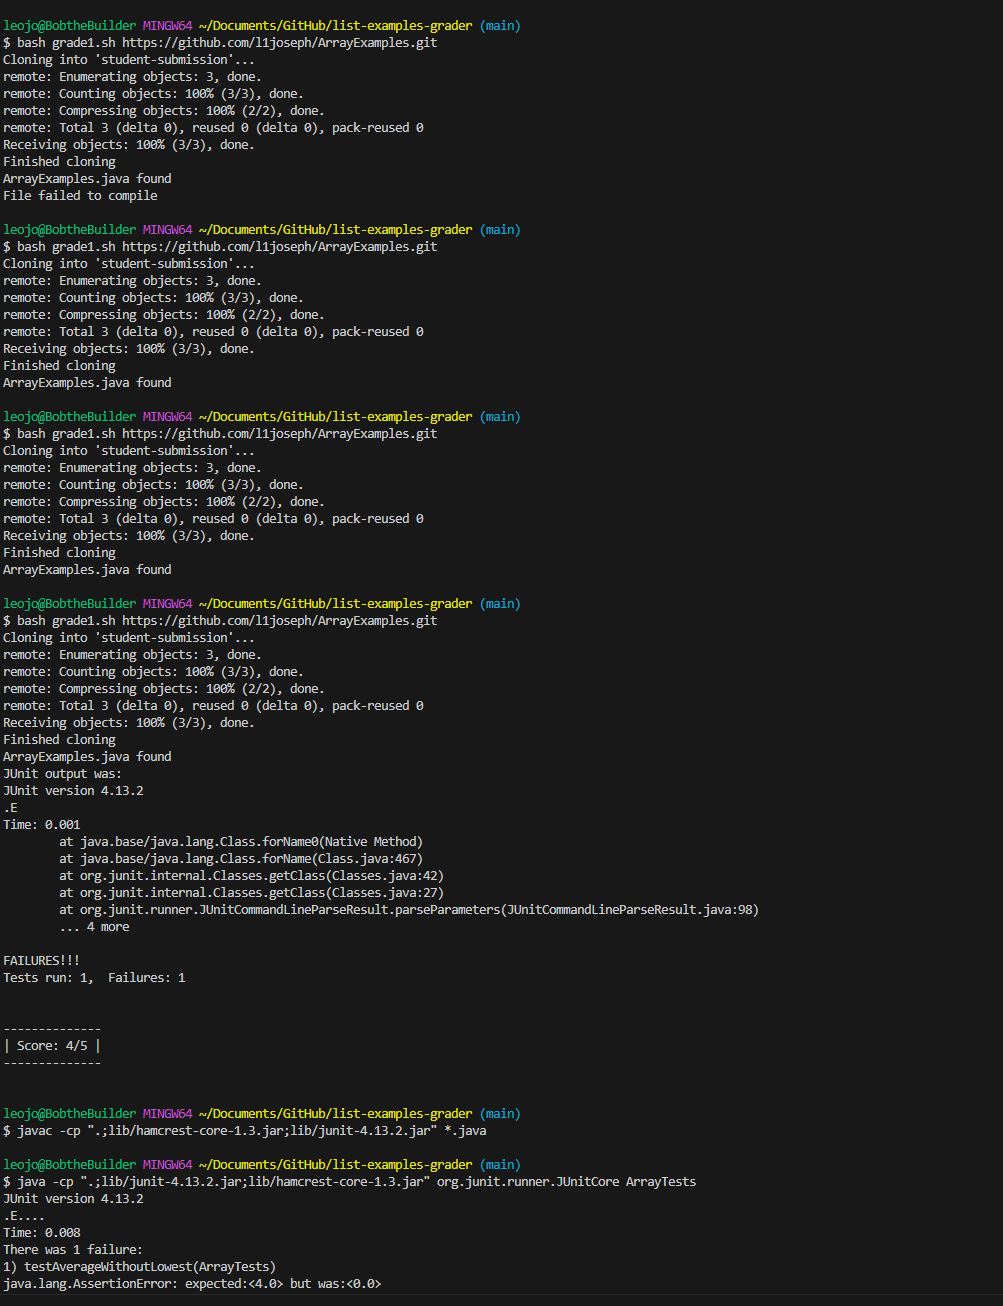 leojo@BobtheBuilder MINGW64 ~/Documents/GitHub/list-examples-grader (main)
$ bash grade1.sh https://github.com/l1joseph/ArrayExamples.git
Cloning into 'student-submission'...
remote: Enumerating objects: 3, done.
remote: Counting objects: 100% (3/3), done.
remote: Compressing objects: 100% (2/2), done.
remote: Total 3 (delta 0), reused 0 (delta 0), pack-reused 0
Receiving objects: 100% (3/3), done.
Finished cloning
ArrayExamples.java found
File failed to compile
leojo@BobtheBuilder MINGW64 ~/Documents/GitHub/list-examples-grader (main)
$ bash grade1.sh https://github.com/l1joseph/ArrayExamples.git
Cloning into 'student-submission'...
remote: Enumerating objects: 3, done.
remote: Counting objects: 100% (3/3), done.
remote: Compressing objects: 100% (2/2), done.
remote: Total 3 (delta 0), reused 0 (delta 0), pack-reused 0
Receiving objects: 100% (3/3), done.
Finished cloning
ArrayExamples.java found
leojo@BobtheBuilder MINGW64 ~/Documents/GitHub/list-examples-grader (main)
$ bash grade1.sh https://github.com/l1joseph/ArrayExamples.git
Cloning into 'student-submission'...
remote: Enumerating objects: 3, done.
remote: Counting objects: 100% (3/3), done.
remote: Compressing objects: 100% (2/2), done.
remote: Total 3 (delta 0), reused 0 (delta 0), pack-reused 0
Receiving objects: 100% (3/3), done.
Finished cloning
ArrayExamples.java found
leojo@BobtheBuilder MINGW64 ~/Documents/GitHub/list-examples-grader (main)
$ bash grade1.sh https://github.com/l1joseph/ArrayExamples.git
Cloning into 'student-submission'...
remote: Enumerating objects: 3, done.
remote: Counting objects: 100% (3/3), done.
remote: Compressing objects: 100% (2/2), done.
remote: Total 3 (delta 0), reused 0 (delta 0), pack-reused 0
Receiving objects: 100% (3/3), done.
Finished cloning
ArrayExamples.java found
JUnit output was:
JUnit version 4.13.2
.E
Time: 0.001
at java.base/java.lang.Class.forName0(Native Method)
at java.base/java.lang.Class.forName(Class.java:467)
at org.junit.internal.Classes.getClass(Classes.java:42)
at org.junit.internal.Classes.getClass(Classes.java:27)
at org.junit.runner.JUnitCommandLineParseResult.parseParameters(JUnitCommandLineParseResult.java:98)
... 4 more
FAILURES!!!
Tests run: 1,  Failures: 1
--------------
| Score: 4/5 |
--------------
leojo@BobtheBuilder MINGW64 ~/Documents/GitHub/list-examples-grader (main)
$ javac -cp ".;lib/hamcrest-core-1.3.jar;lib/junit-4.13.2.jar" *.java
leojo@BobtheBuilder MINGW64 ~/Documents/GitHub/list-examples-grader (main)
$ java -cp ".;lib/junit-4.13.2.jar;lib/hamcrest-core-1.3.jar" org.junit.runner.JUnitCore ArrayTests
JUnit version 4.13.2
.E....
Time: 0.008
There was 1 failure:
1) testAverageWithoutLowest(ArrayTests)
java.lang.AssertionError: expected:<4.0> but was:<0.0>